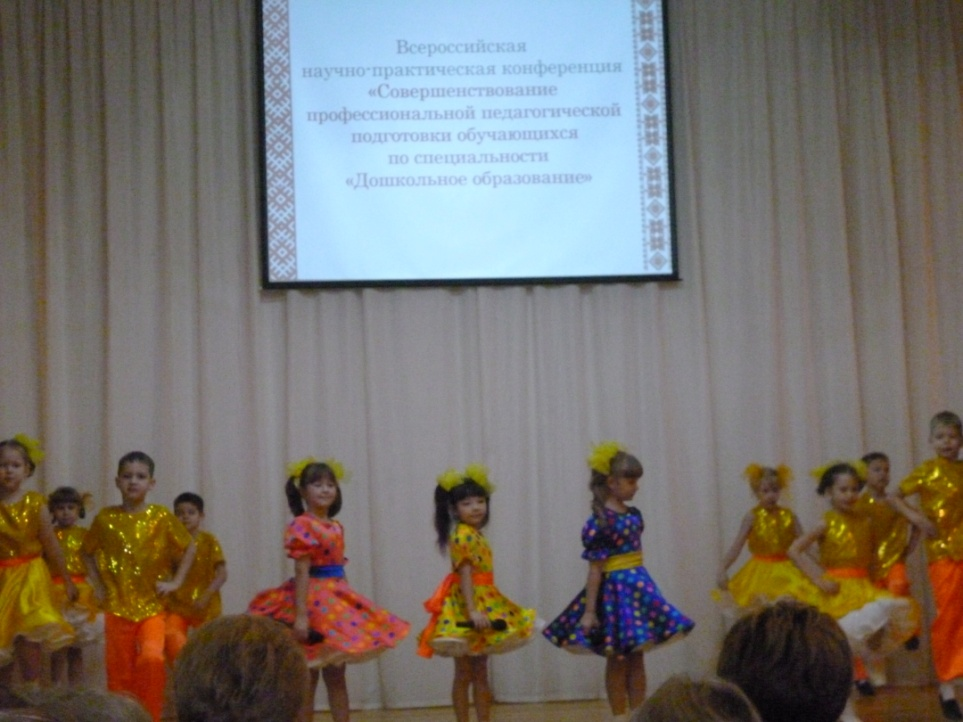 Всероссийская
научно-практическая конференция
«Совершенствование
профессиональной педагогической
подготовки обучающихся
по специальности
«Дошкольное образование»